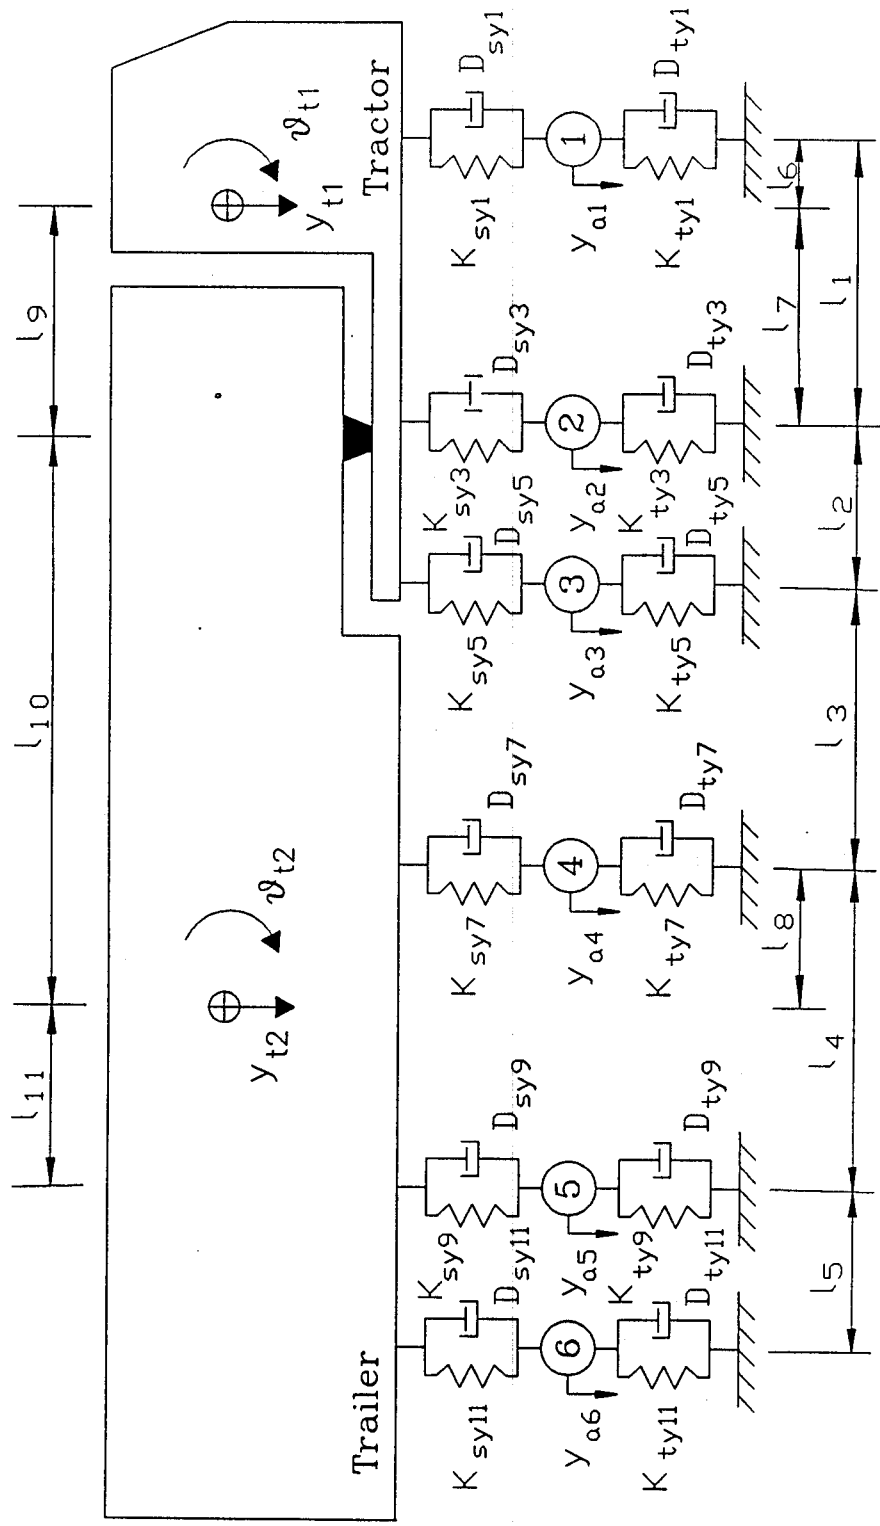 l9
l10
l11
ϑt1
yt1
Tractor
ϑt2
yt2
Trailer
Dsy1
Ksy1
1
ya1
Dty1
Kty1
Dsy3
Ksy3
2
ya2
Dty3
Kty3
Dsy5
Ksy5
3
ya3
Dty5
Kty5
Dsy7
Ksy7
4
ya4
Dty7
Kty7
Dsy9
Ksy9
5
ya5
Dty9
Kty9
Dsy11
Ksy11
6
ya6
Dty11
Kty11
l6
l7
l8
l1
l2
l3
l4
l5